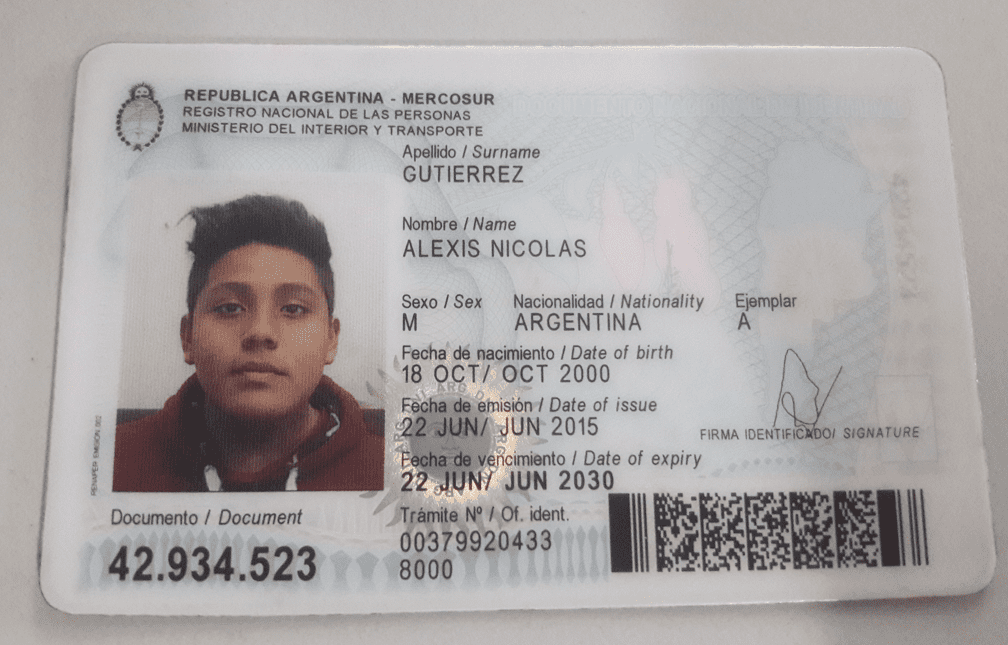 REPUBLICA ARGENTINA - MERCOSUR
REGISTRO NACIONAL DE LAS PERSONAS
MINISTERIO DEL INTERIOR Y TRANSPORTE
Apellido / Surname
GUTIERREZ
Nombre / Name
ALEXIS NICOLAS
Sexo / Sex Nacionalidad / Nationality Ejemplar
M ARGENTINA A
Fecha de nacimiento / Date of birth
18 OCT/ OCT 2000
Fecha de emisión / Date of issue
22 JUN/ JUN 2015
FIRMA IDENTIFICADO/ SIGNATURE
Fecha de vencimiento / Date of expiry
22 JUN/ JUN 2030
Documento / Document
42.934.523
Trámite Nº / Of. ident.
00379920433
8000